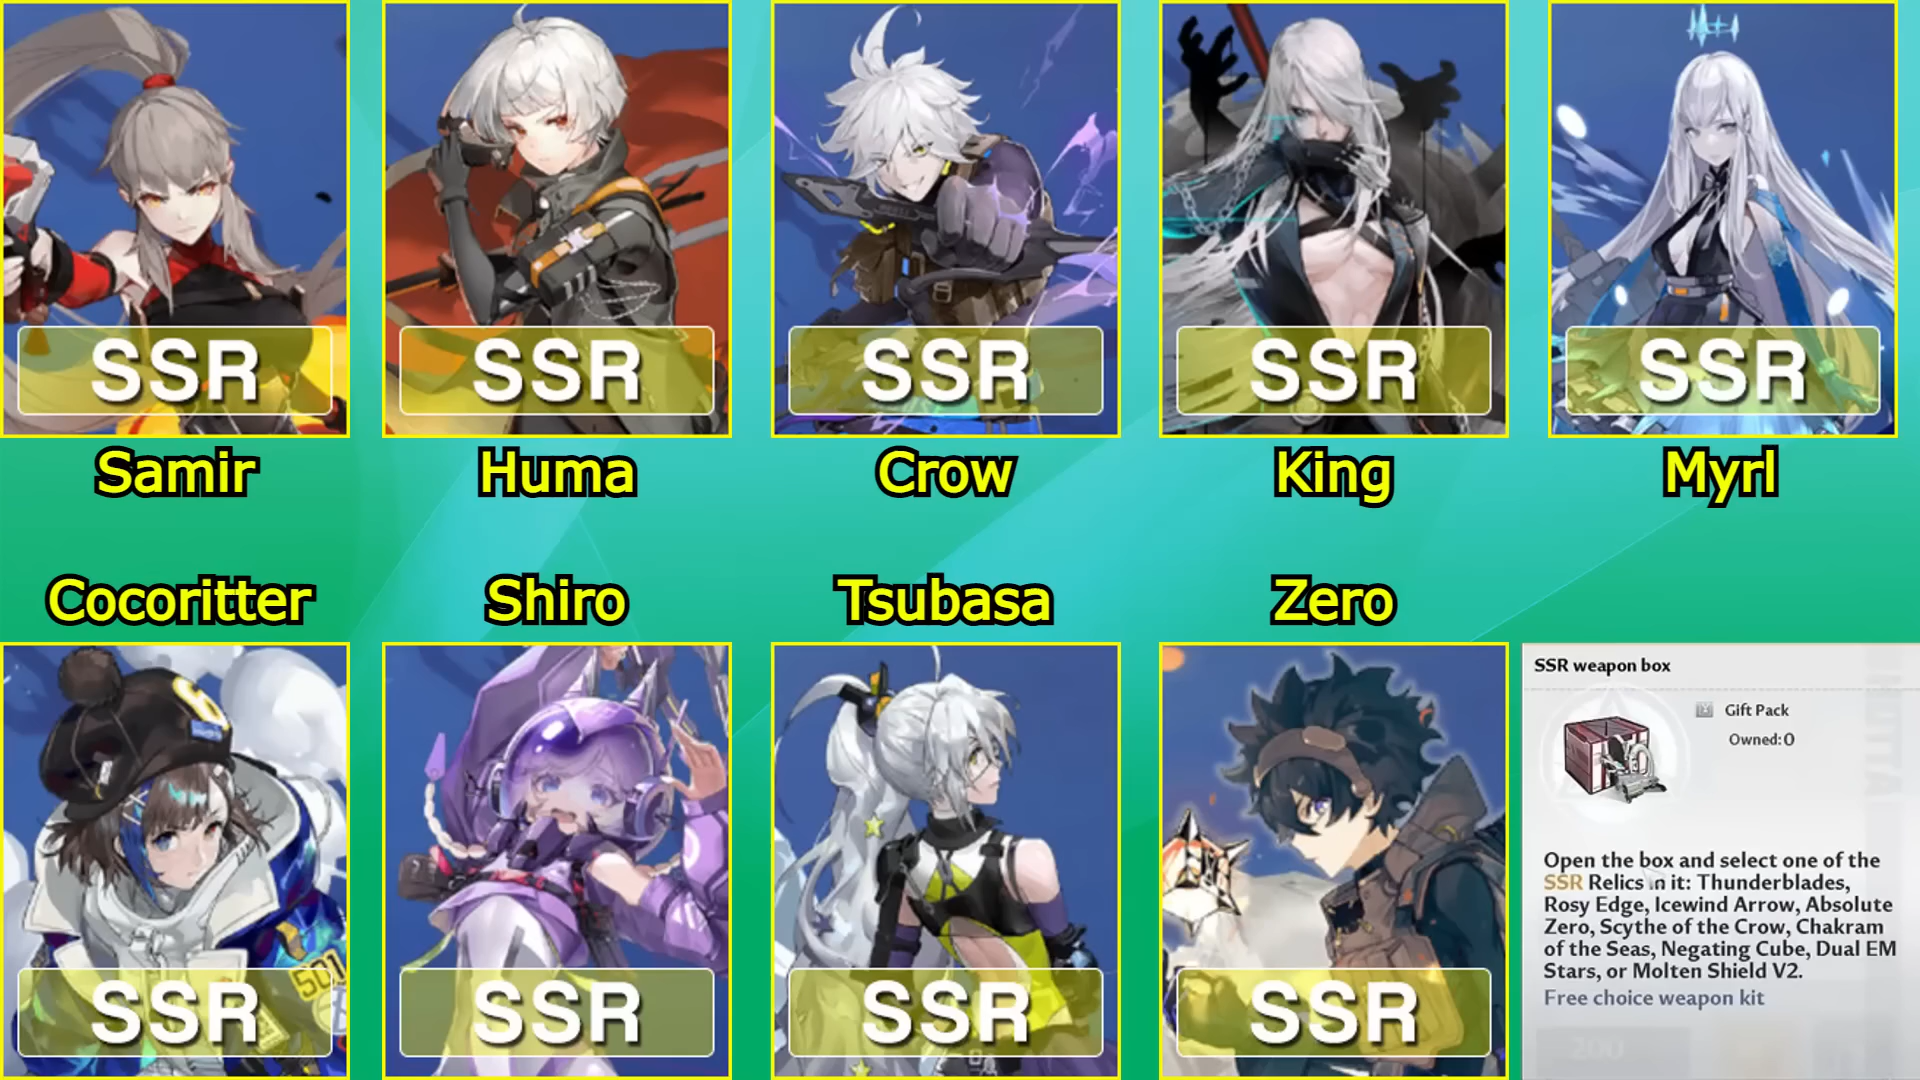 SSR
SSR
SSR
SSR
SSR
Samir
Huma
Crow
King
Myrl
Cocoritter
Shiro
Tsubasa
Zero
6
501
SSR
SSR
SSR
SSR
SSR weapon box
Gift Pack
Owned:0
Open the box and select one of the
SSR Relics in it: Thunderblades,
Rosy Edge, Icewind Arrow, Absolute
Zero, Scythe of the Crow, Chakram
of the Seas, Negating Cube, Dual EM
Stars, or Molten Shield V2.
Free choice weapon kit
200